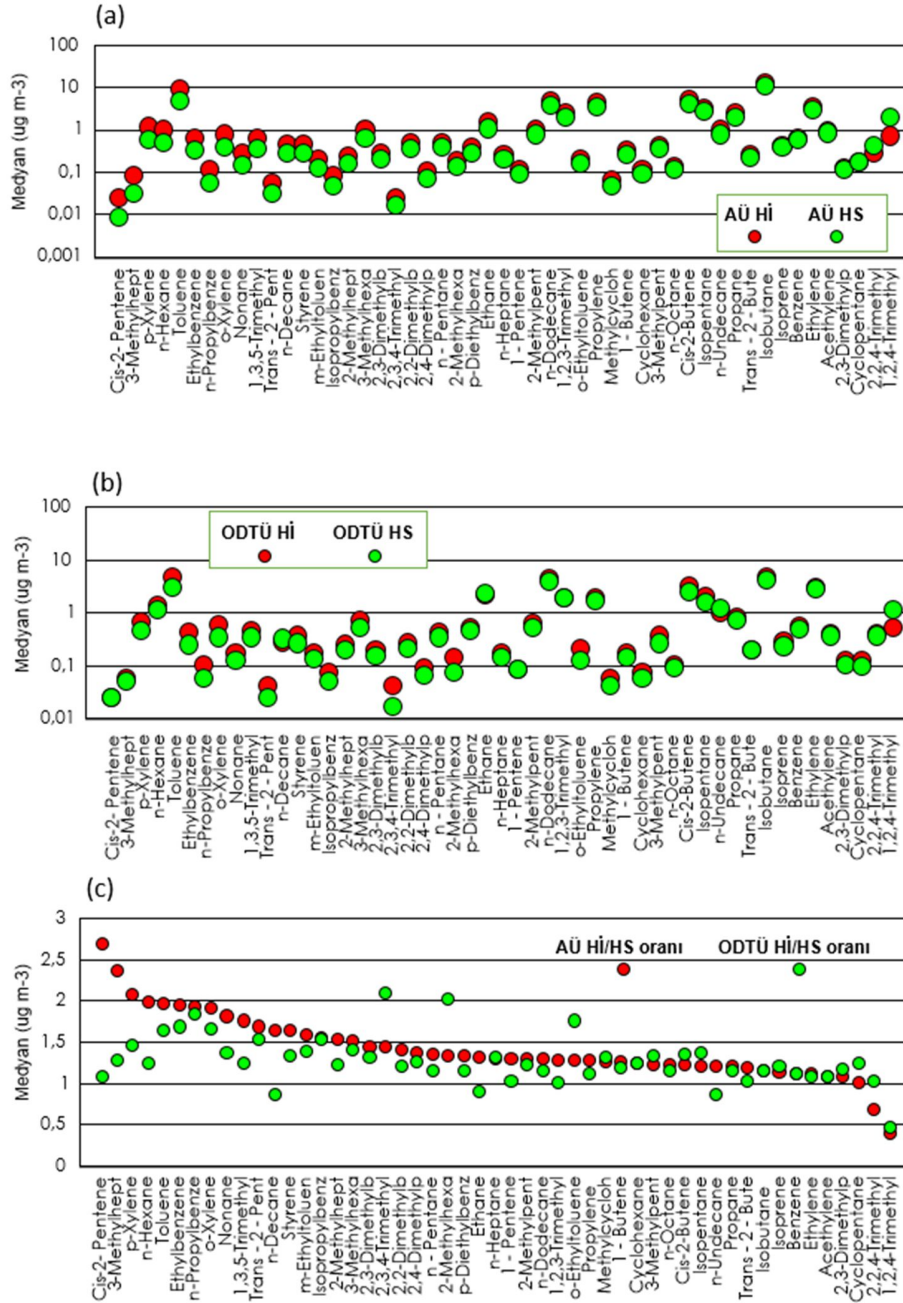 (a)
Medyan (ug m-3)
100
10
1
0,1
0,01
0,001
AÜ Hİ
AÜ HS
Cis-2- Pentene
3-Methylhept
p-Xylene
n-Hexane
Toluene
Ethylbenzene
n-Propylbenze
o-Xylene
Nonane
1,3,5-Trimethyl
Trans - 2 - Pent
n-Decane
Styrene
m-Ethyltoluen
Isopropylbenz
2-Methylhept
3-Methylhexa
2,3-Dimethylb
2,3,4-Trimethyl
2,2-Dimethylb
2,4-Dimethylp
n - Pentane
2-Methylhexa
p-Diethylbenz
Ethane
n-Heptane
1 - Pentene
2-Methylpent
n-Dodecane
1,2,3-Trimethyl
o-Ethyltoluene
Propylene
Methylcycloh
1 - Butene
Cyclohexane
3-Methylpent
n-Octane
Cis-2-Butene
Isopentane
n-Undecane
Propane
Trans - 2 - Bute
Isobutane
Isoprene
Benzene
Ethylene
Acethylene
2,3-Dimethylp
Cyclopentane
2,2,4-Trimethyl
1,2,4-Trimethyl
(b)
Medyan (ug m-3)
100
10
1
0,1
0,01
ODTÜ Hİ
ODTÜ HS
Cis-2- Pentene
3-Methylhept
p-Xylene
n-Hexane
Toluene
Ethylbenzene
n-Propylbenze
o-Xylene
Nonane
1,3,5-Trimethyl
Trans - 2 - Pent
n-Decane
Styrene
m-Ethyltoluen
Isopropylbenz
2-Methylhept
3-Methylhexa
2,3-Dimethylb
2,3,4-Trimethyl
2,2-Dimethylb
2,4-Dimethylp
n - Pentane
2-Methylhexa
p-Diethylbenz
Ethane
n-Heptane
1 - Pentene
2-Methylpent
n-Dodecane
1,2,3-Trimethyl
o-Ethyltoluene
Propylene
Methylcycloh
1 - Butene
Cyclohexane
3-Methylpent
n-Octane
Cis-2-Butene
Isopentane
n-Undecane
Propane
Trans - 2 - Bute
Isobutane
Isoprene
Benzene
Ethylene
Acethylene
2,3-Dimethylp
Cyclopentane
2,2,4-Trimethyl
1,2,4-Trimethyl
(c)
Medyan (ug m-3)
3
2,5
2
1,5
1
0,5
0
AÜ Hİ/HS oranı
ODTÜ Hİ/HS oranı
Cis-2- Pentene
3-Methylhept
p-Xylene
n-Hexane
Toluene
Ethylbenzene
n-Propylbenze
o-Xylene
Nonane
1,3,5-Trimethyl
Trans - 2 - Pent
n-Decane
Styrene
m-Ethyltoluen
Isopropylbenz
2-Methylhept
3-Methylhexa
2,3-Dimethylb
2,3,4-Trimethyl
2,2-Dimethylb
2,4-Dimethylp
n - Pentane
2-Methylhexa
p-Diethylbenz
Ethane
n-Heptane
1 - Pentene
2-Methylpent
n-Dodecane
1,2,3-Trimethyl
o-Ethyltoluene
Propylene
Methylcycloh
1 - Butene
Cyclohexane
3-Methylpent
n-Octane
Cis-2-Butene
Isopentane
n-Undecane
Propane
Trans - 2 - Bute
Isobutane
Isoprene
Benzene
Ethylene
Acethylene
2,3-Dimethylp
Cyclopentane
2,2,4-Trimethyl
1,2,4-Trimethyl